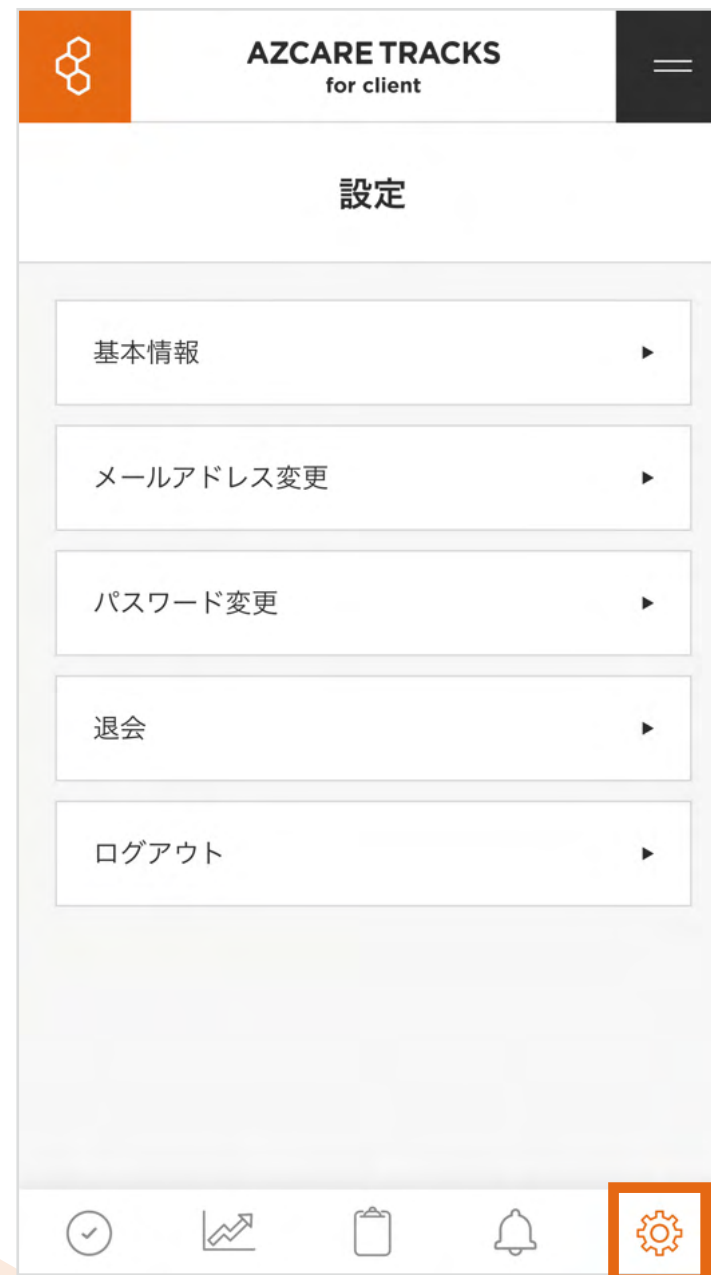 AZCARE TRACKS
for client
設定
基本情報
メールアドレス変更
パスワード変更
退会
ログアウト